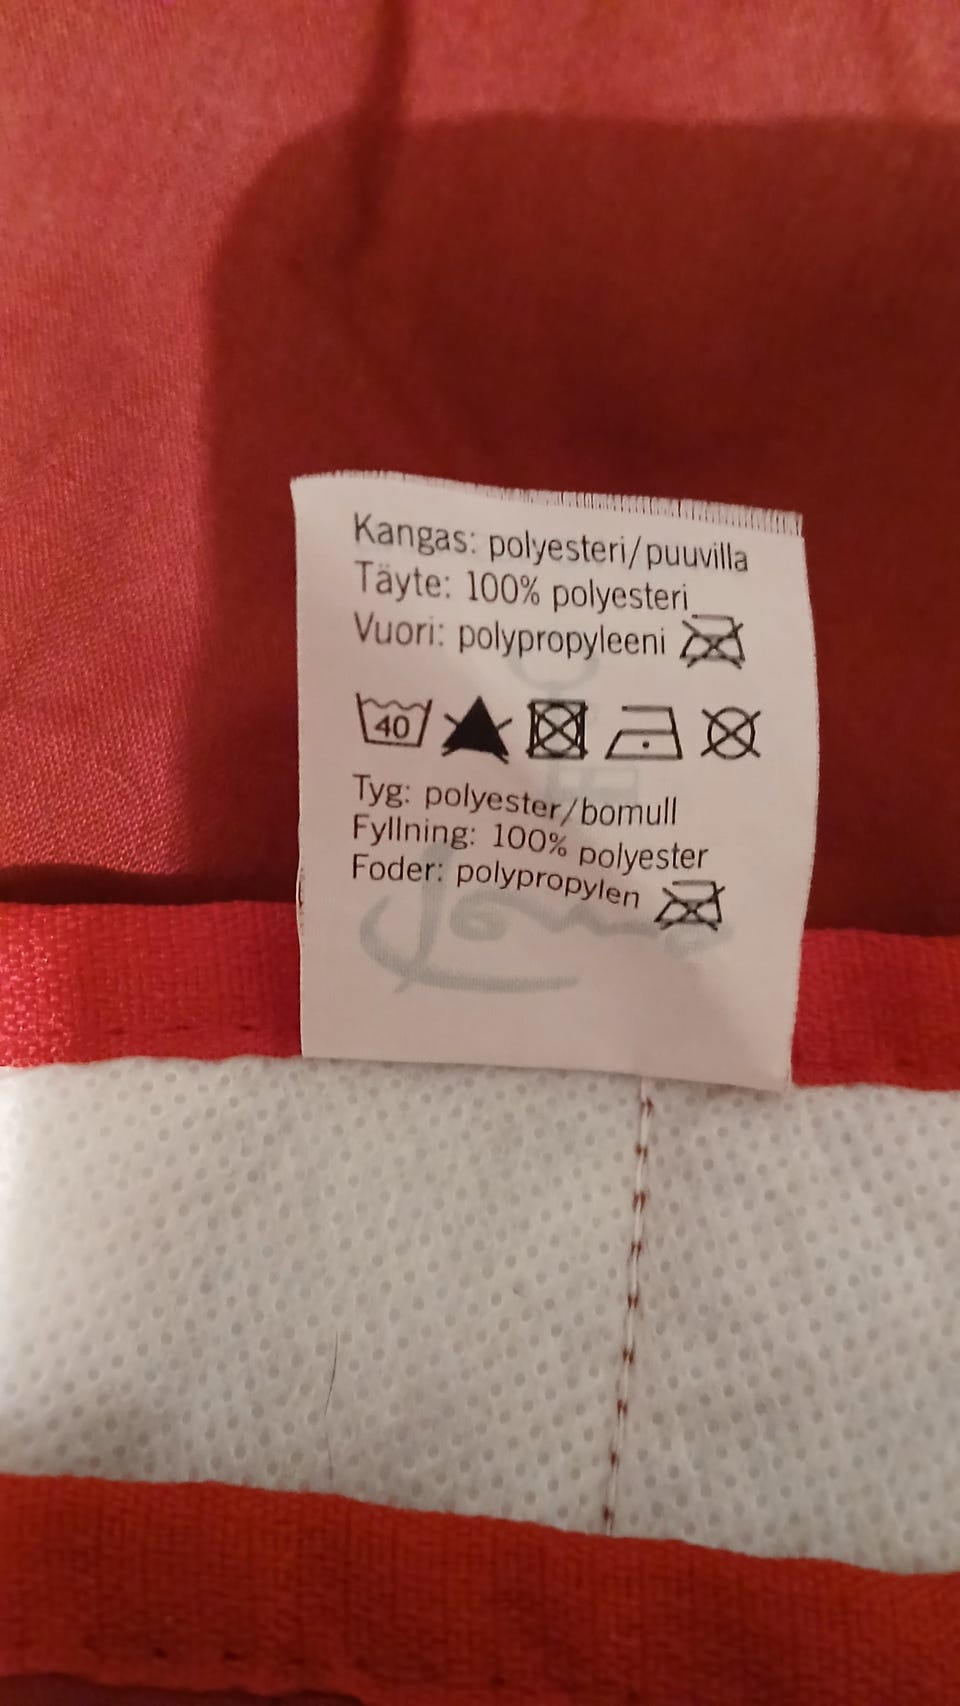 Kangas: polyesteri/puuvilla
Täyte: 100% polyesteri
Vuori: polypropyleeni
40
Tyg: polyester/bomull
Fyllning: 100% polyester
Foder: polypropylen